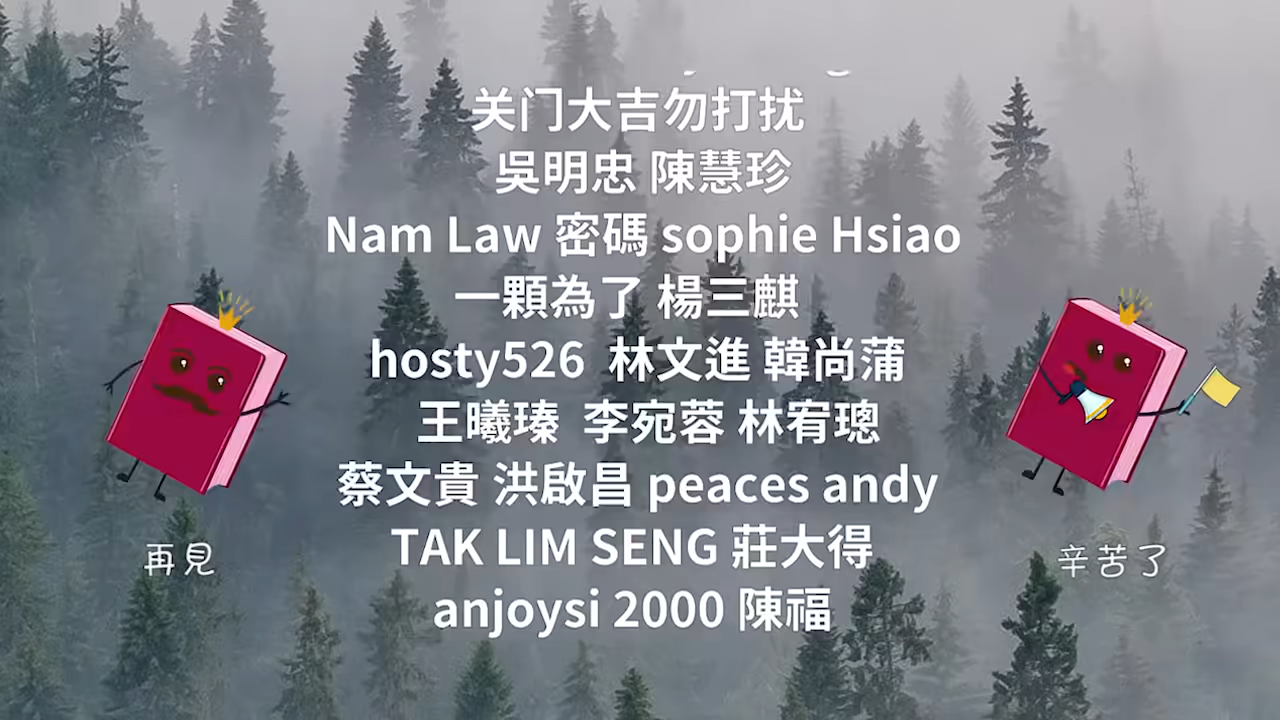 关门大吉勿打扰
吳明忠 陳慧珍
Nam Law 密碼 sophie Hsiao
一顆為了 楊三麒
hosty526 林文進 韓尚蒲
王曦瑧 李宛蓉 林宥璁
蔡文貴 洪啟昌 peaces andy
TAK LIM SENG 莊大得
anjoysi 2000 陳福
再見
辛苦了